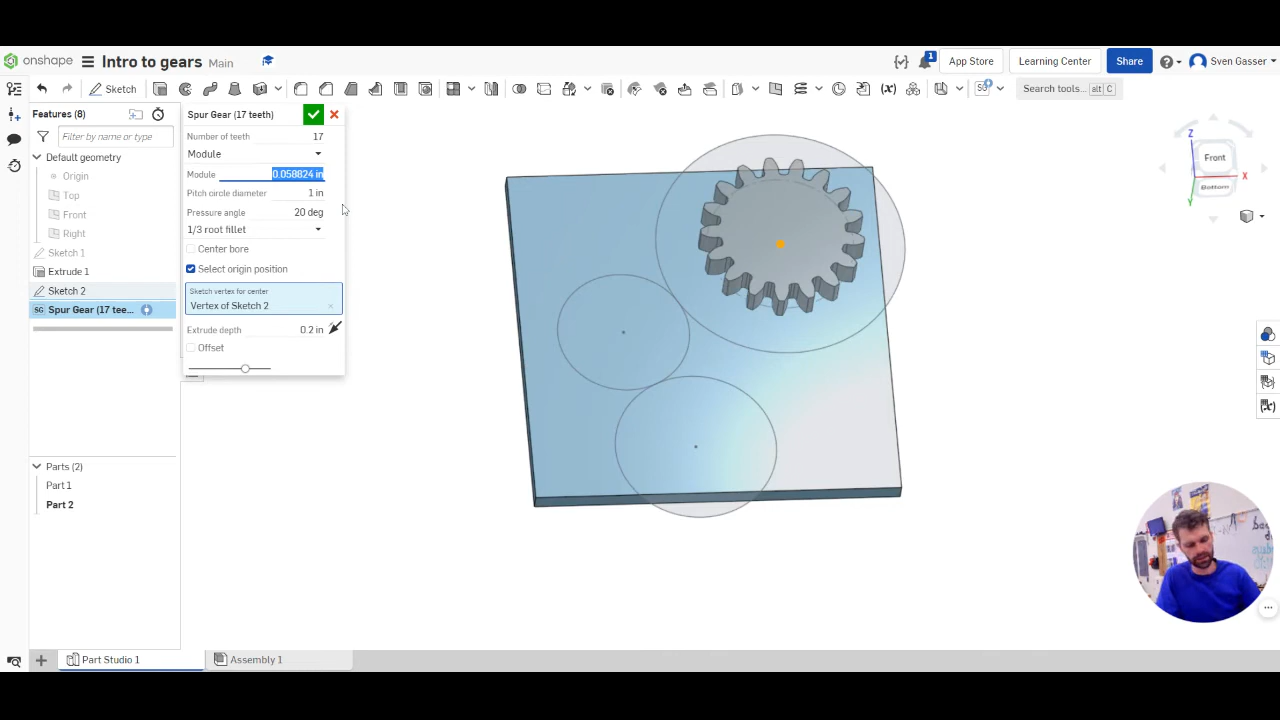 onshape
Intro to gears Main
1
App Store
Learning Center
Share
Sven Gasser
Sketch
Search tools... alt C
Features (8)
Filter by name or type
Default geometry
Origin
Top
Front
Right
Sketch 1
Extrude 1
Sketch 2
SG Spur Gear (17 tee...
Parts (2)
Part 1
Part 2
Spur Gear (17 teeth)
Number of teeth 17
Module
Module 0.058824 in
Pitch circle diameter 1 in
Pressure angle 20 deg
1/3 root fillet
Center bore
Select origin position
Sketch vertex for center
Vertex of Sketch 2
Extrude depth 0.2 in
Offset
Z
Front
X
Bottom
Y
Part Studio 1
Assembly 1